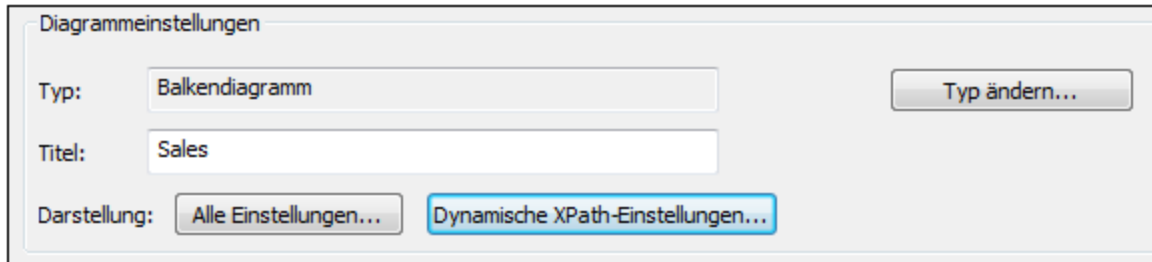 Diagrammeinstellungen
Typ: Balkendiagramm Typ ändern...
Titel: Sales
Darstellung: Alle Einstellungen... Dynamische XPath-Einstellungen...